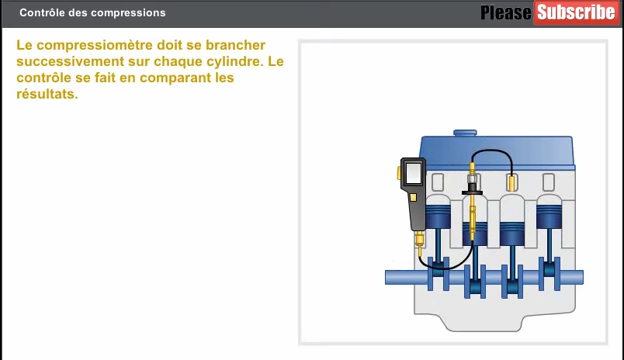 Contrôle des compressions
Please Subscribe
Le compressiomètre doit se brancher
successivement sur chaque cylindre. Le
contrôle se fait en comparant les
résultats.